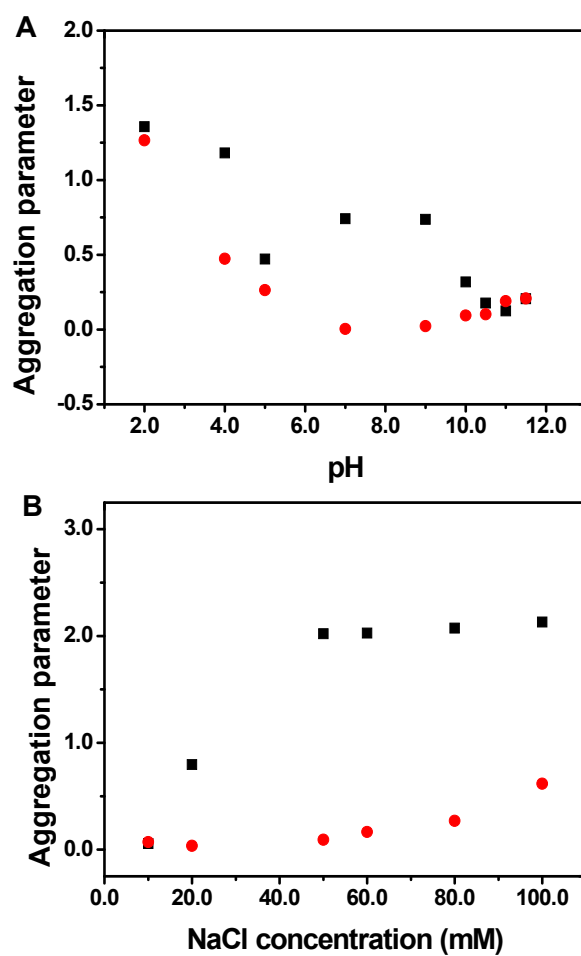 A
2.0
1.5
1.0
0.5
0.0
-0.5
Aggregation parameter
2.0 4.0 6.0 8.0 10.0 12.0
pH
B
3.0
2.0
1.0
0.0
Aggregation parameter
0.0 20.0 40.0 60.0 80.0 100.0
NaCl concentration (mM)